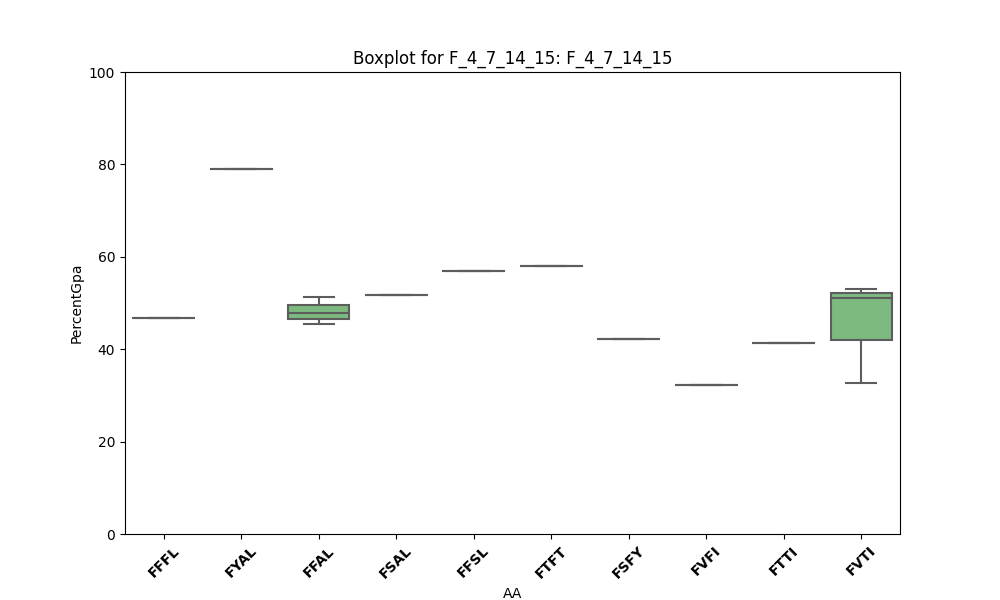 Boxplot for F_4_7_14_15: F_4_7_14_15
100
80
60
40
20
0
PercentGpa
FFFL
FYAL
FFAL
FSAL
FFSL
FTFT
FSFY
FVFI
FTTI
FVTI
AA